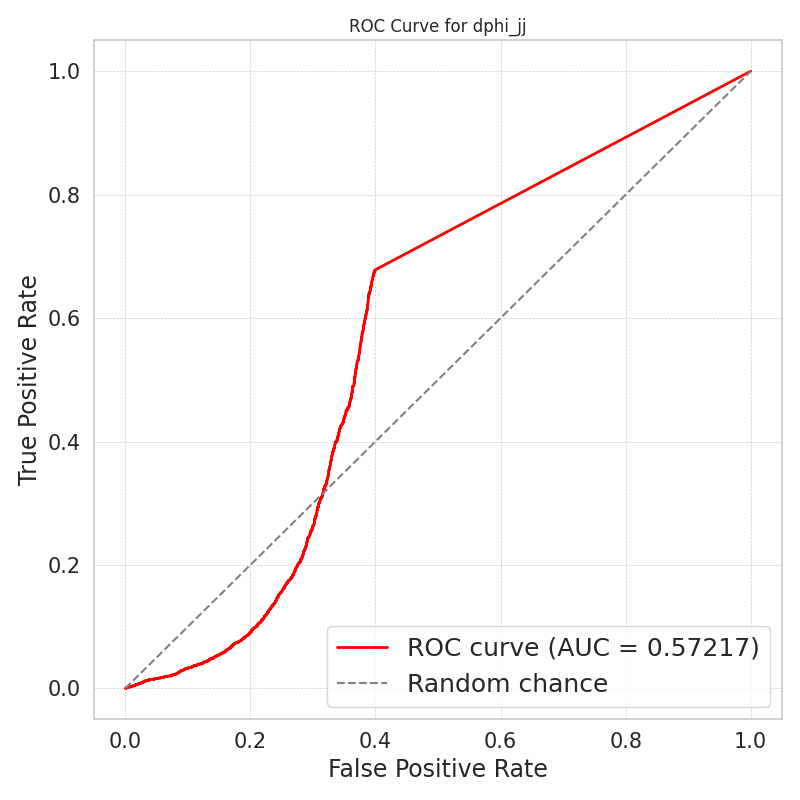 ROC Curve for dphi_jj
1.0
0.8
0.6
0.4
0.2
0.0
True Positive Rate
ROC curve (AUC = 0.57217)
Random chance
0.0 0.2 0.4 0.6 0.8 1.0
False Positive Rate